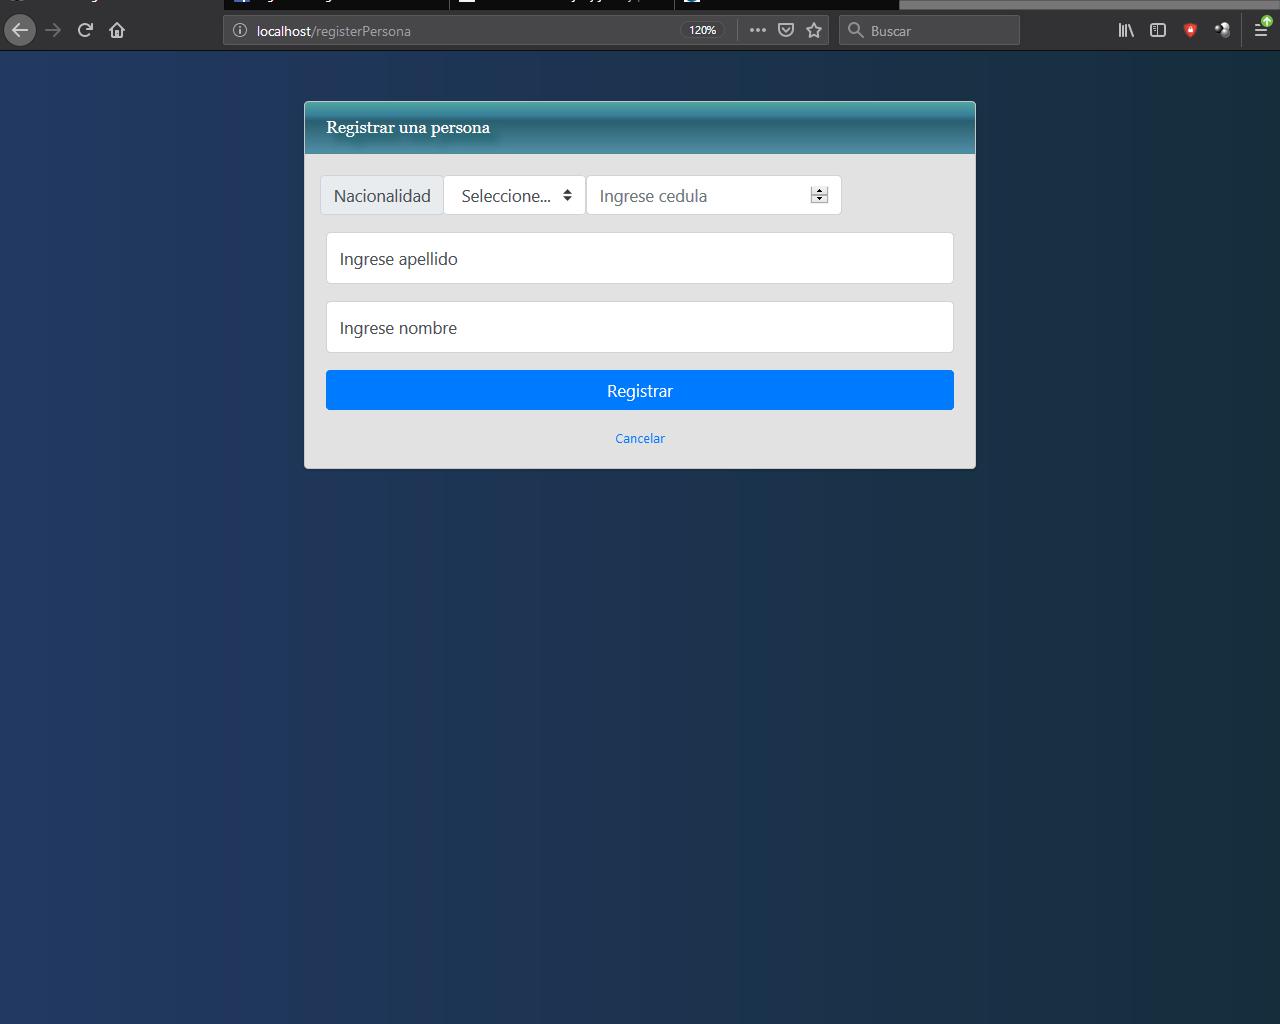 localhost/registerPersona
120%
Buscar
Registrar una persona
Nacionalidad
Seleccione...
Ingrese cedula
Ingrese apellido
Ingrese nombre
Registrar
Cancelar